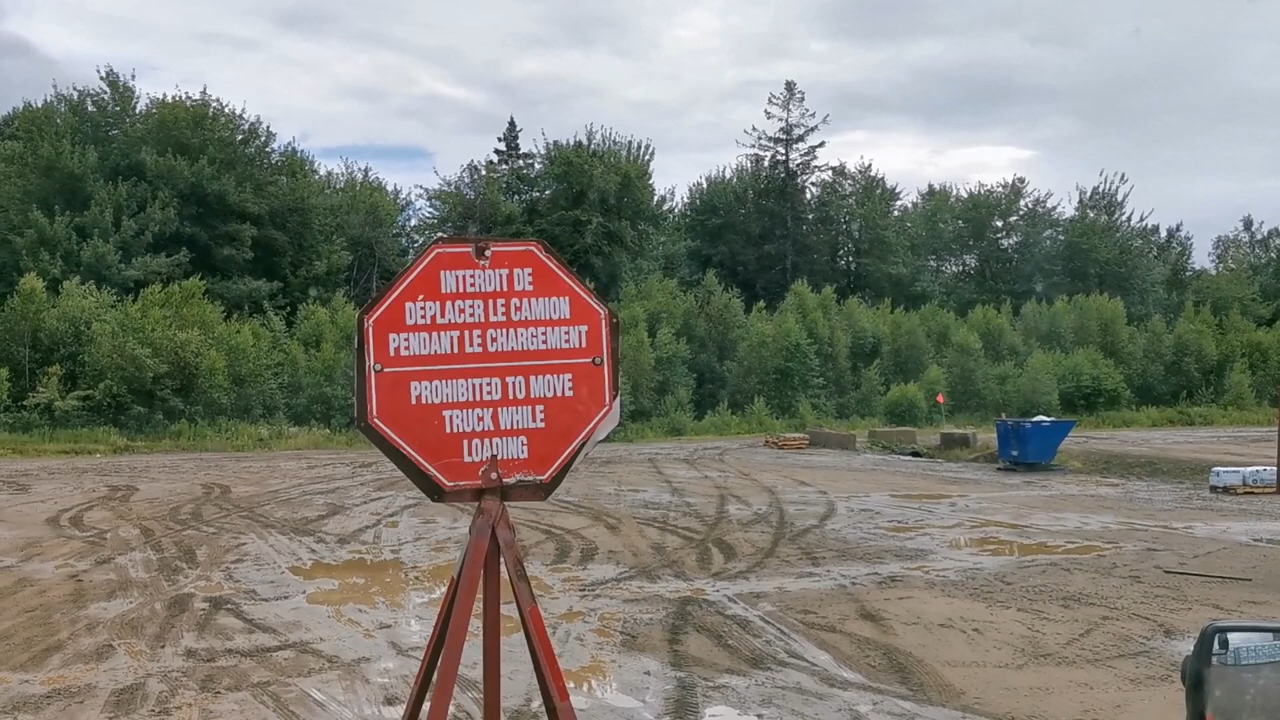 INTERDIT DE
DÉPLACER LE CAMION
PENDANT LE CHARGEMENT
PROHIBITED TO MOVE
TRUCK WHILE
LOADING